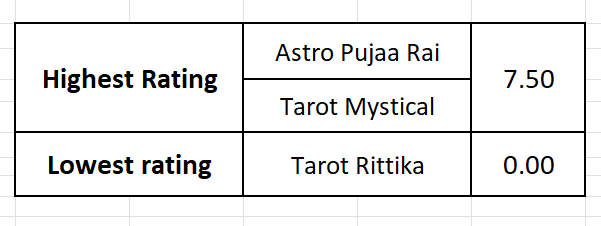 Highest Rating
Astro Pujaa Rai
7.50
Tarot Mystical
Lowest rating
Tarot Rittika
0.00